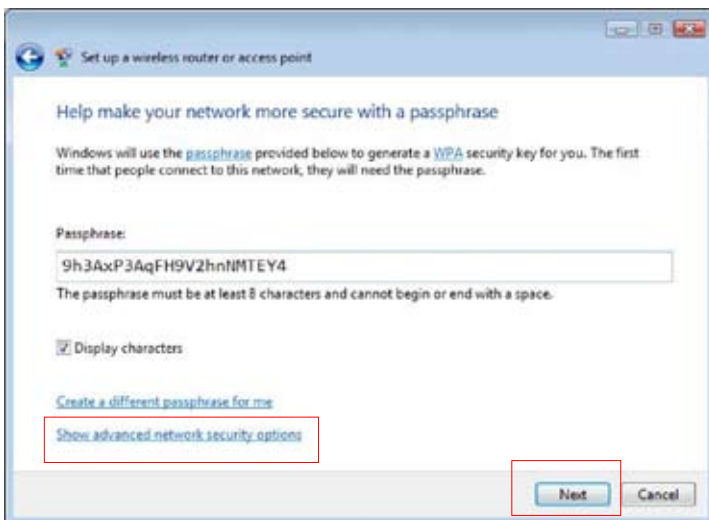 Set up a wireless router or access point
Help make your network more secure with a passphrase
Windows will use the passphrase provided below to generate a WPA security key for you. The first
time that people connect to this network, they will need the passphrase.
Passphrase:
9h3AxP3AqFH9V2hnNMTEY4
The passphrase must be at least 8 characters and cannot begin or end with a space.
Display characters
Create a different passphrase for me
Show advanced network security options
Next Cancel